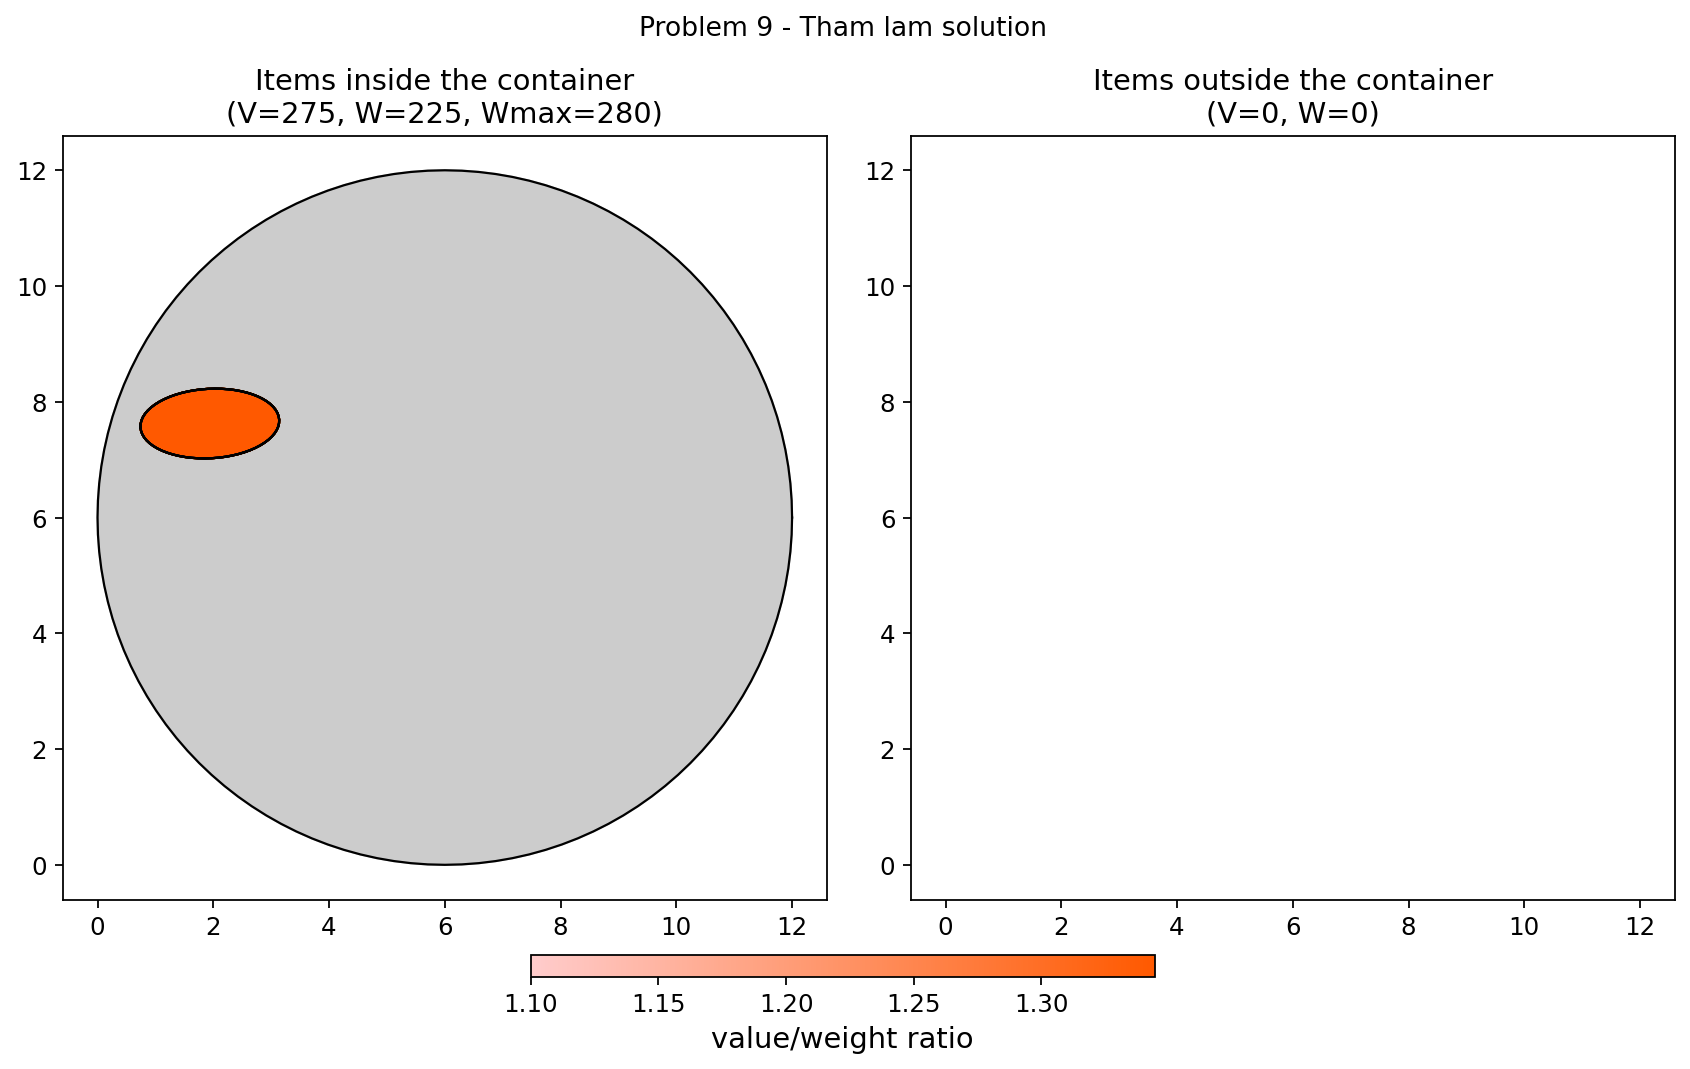 Problem 9 - Tham lam solution
Items inside the container
(V=275, W=225, Wmax=280)
12
10
8
6
4
2
0
0 2 4 6 8 10 12
Items outside the container
(V=0, W=0)
12
10
8
6
4
2
0
0 2 4 6 8 10 12
1.10 1.15 1.20 1.25 1.30
value/weight ratio